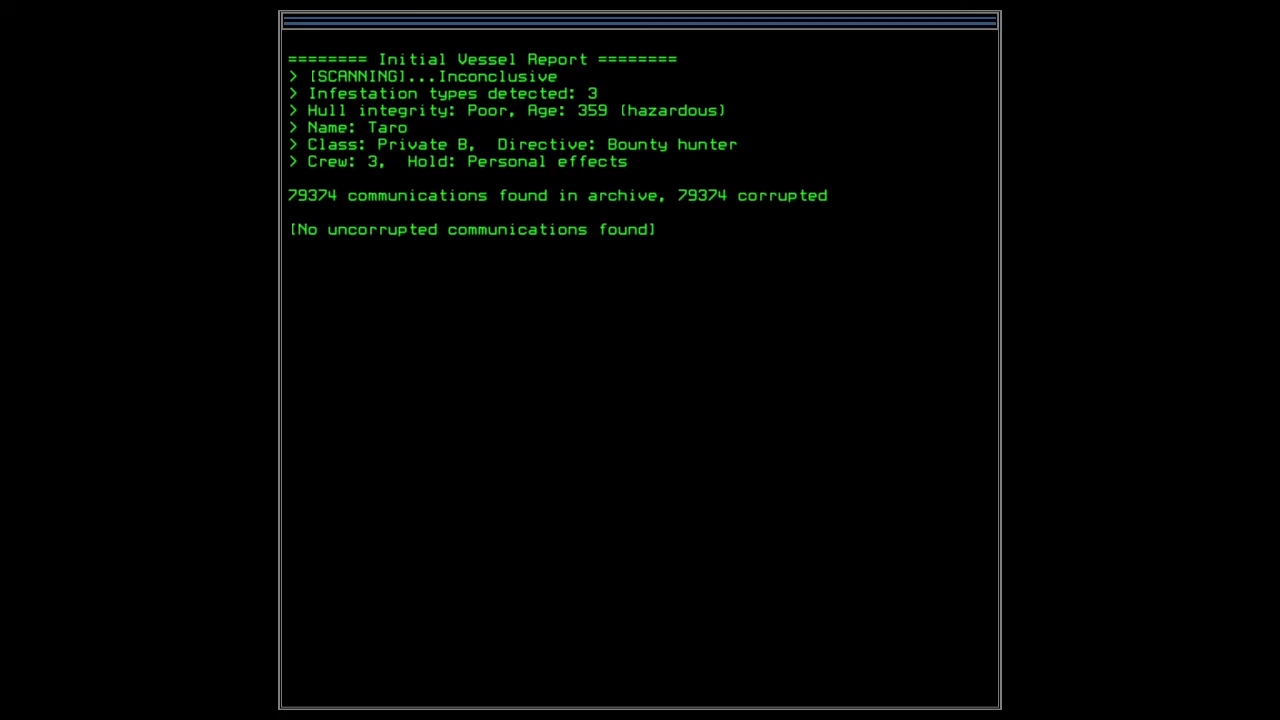 ======== Initial Vessel Report ========
> [SCANNING]...Inconclusive
> Infestation types detected: 3
> Hull integrity: Poor, Age: 359 (hazardous)
> Name: Taro
> Class: Private B,  Directive: Bounty hunter
> Crew: 3,  Hold: Personal effects
79374 communications found in archive, 79374 corrupted
[No uncorrupted communications found]